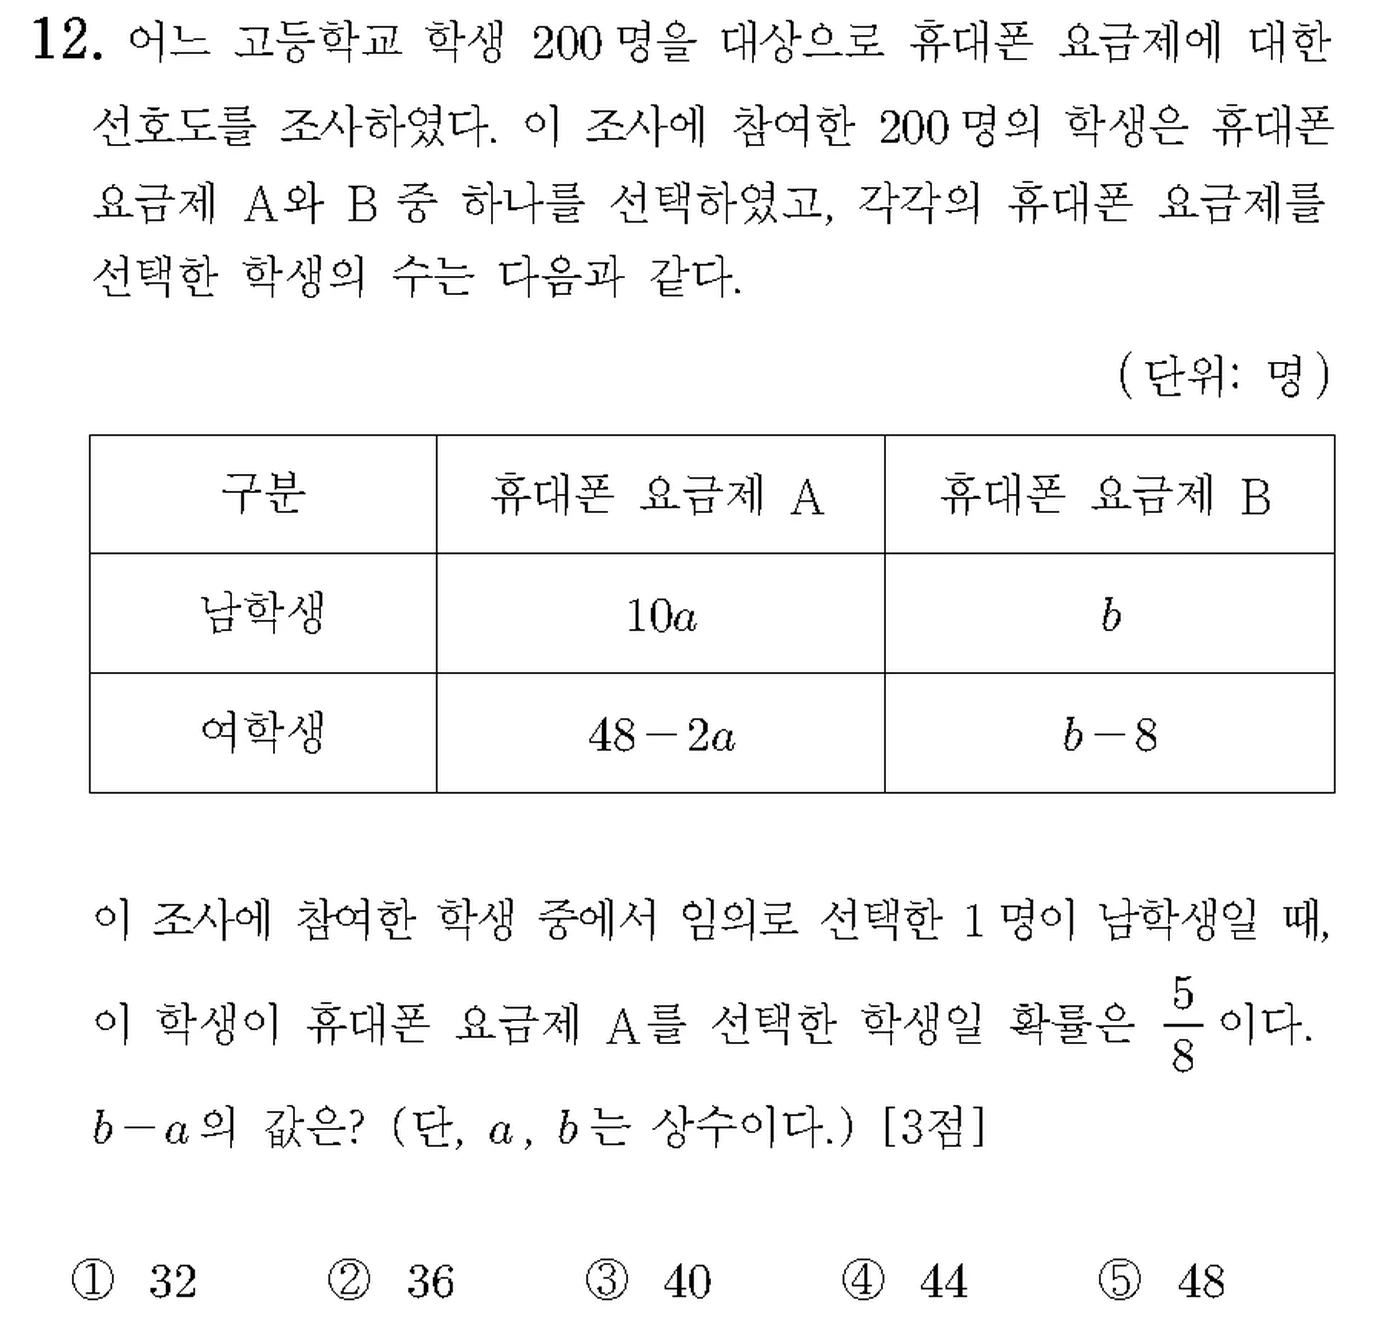 12. 어느 고등학교 학생 200명을 대상으로 휴대폰 요금제에 대한
선호도를 조사하였다. 이 조사에 참여한 200명의 학생은 휴대폰
요금제 A와 B 중 하나를 선택하였고, 각각의 휴대폰 요금제를
선택한 학생의 수는 다음과 같다.
(단위: 명)
구분 휴대폰 요금제 A 휴대폰 요금제 B
남학생 10a b
여학생 48-2a b-8
이 조사에 참여한 학생 중에서 임의로 선택한 1명이 남학생일 때,
이 학생이 휴대폰 요금제 A를 선택한 학생일 확률은 5/8 이다.
b-a의 값은? (단, a, b는 상수이다.) [3점]
① 32 ② 36 ③ 40 ④ 44 ⑤ 48